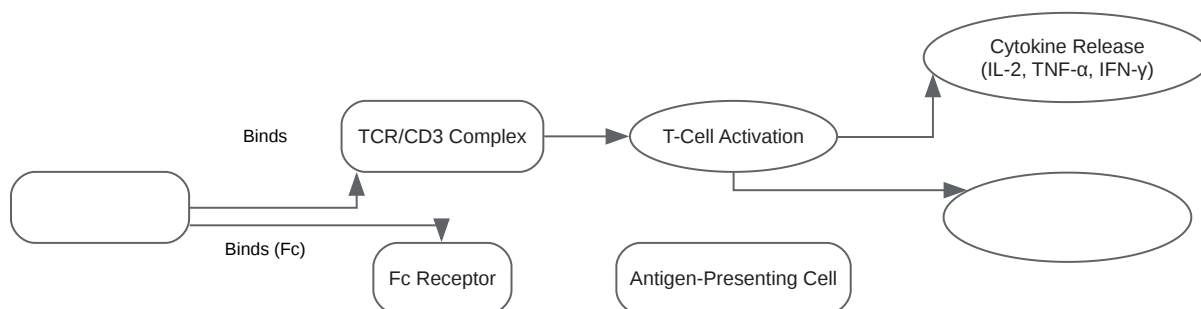 Cytokine Release
(IL-2, TNF-α, IFN-γ)
Binds
TCR/CD3 Complex
T-Cell Activation
Binds (Fc)
Fc Receptor
Antigen-Presenting Cell